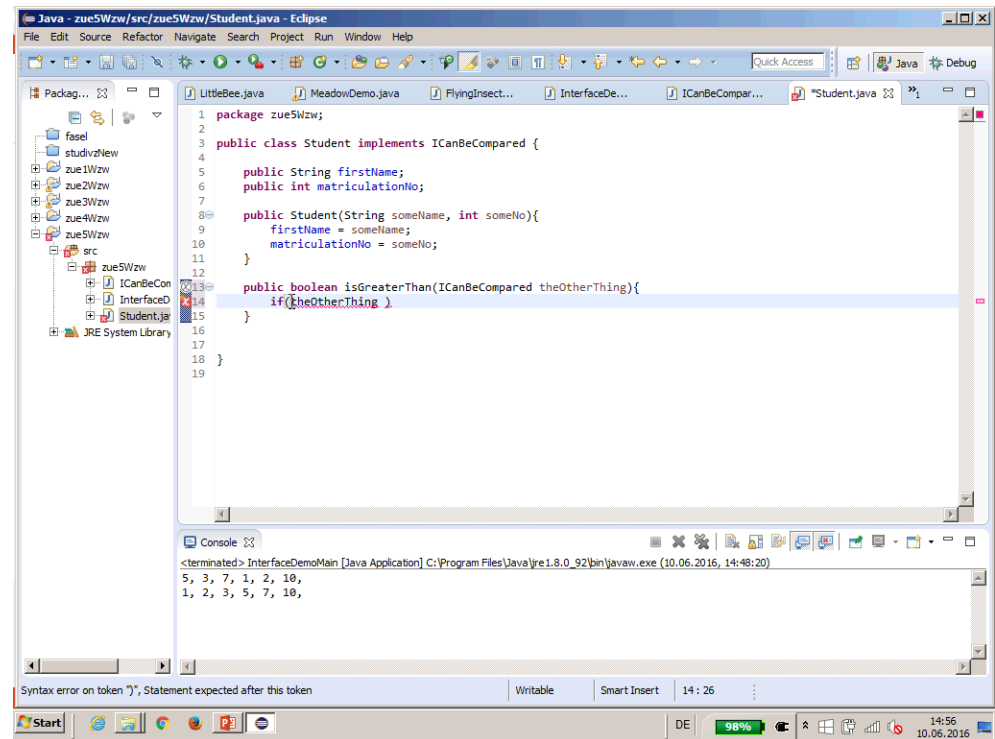 Java - zue5Wzw/src/zue5Wzw/Student.java - Eclipse
File Edit Source Refactor Navigate Search Project Run Window Help
Quick Access Java Debug
Packag...
LittleBee.java MeadowDemo.java FlyingInsect... InterfaceDe... ICanBeCompar... *Student.java »1
fasel
studivzNew
zue1Wzw
zue2Wzw
zue3Wzw
zue4Wzw
zue5Wzw
src
zue5Wzw
ICanBeCon
InterfaceD
Student.ja
JRE System Library
1 package zue5Wzw;
2
3 public class Student implements ICanBeCompared {
4
5 public String firstName;
6 public int matriculationNo;
7
8 public Student(String someName, int someNo){
9 firstName = someName;
10 matriculationNo = someNo;
11 }
12
13 public boolean isGreaterThan(ICanBeCompared theOtherThing){
14 if(theOtherThing )
15 }
16
17
18 }
19
Console
<terminated> InterfaceDemoMain [Java Application] C:\Program Files\Java\jre1.8.0_92\bin\javaw.exe (10.06.2016, 14:48:20)
5, 3, 7, 1, 2, 10,
1, 2, 3, 5, 7, 10,
Syntax error on token ")", Statement expected after this token Writable Smart Insert 14 : 26
Start DE 98% 14:56
10.06.2016